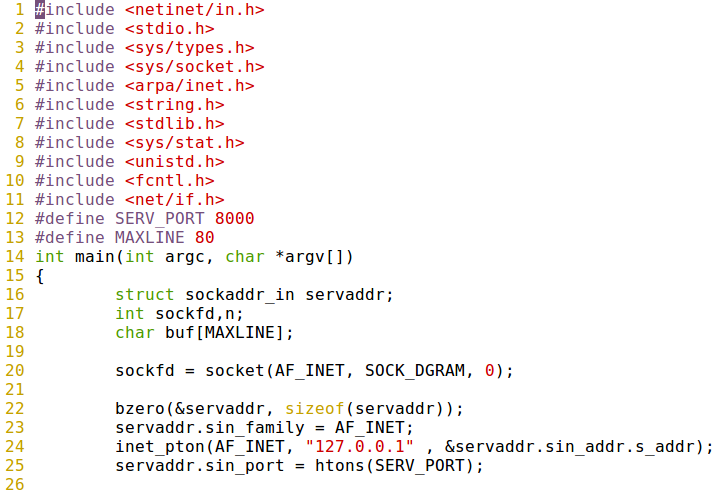 1 #include <netinet/in.h>
2 #include <stdio.h>
3 #include <sys/types.h>
4 #include <sys/socket.h>
5 #include <arpa/inet.h>
6 #include <string.h>
7 #include <stdlib.h>
8 #include <sys/stat.h>
9 #include <unistd.h>
10 #include <fcntl.h>
11 #include <net/if.h>
12 #define SERV_PORT 8000
13 #define MAXLINE 80
14 int main(int argc, char *argv[])
15 {
16         struct sockaddr_in servaddr;
17         int sockfd,n;
18         char buf[MAXLINE];
19
20         sockfd = socket(AF_INET, SOCK_DGRAM, 0);
21
22         bzero(&servaddr, sizeof(servaddr));
23         servaddr.sin_family = AF_INET;
24         inet_pton(AF_INET, "127.0.0.1" , &servaddr.sin_addr.s_addr);
25         servaddr.sin_port = htons(SERV_PORT);
26